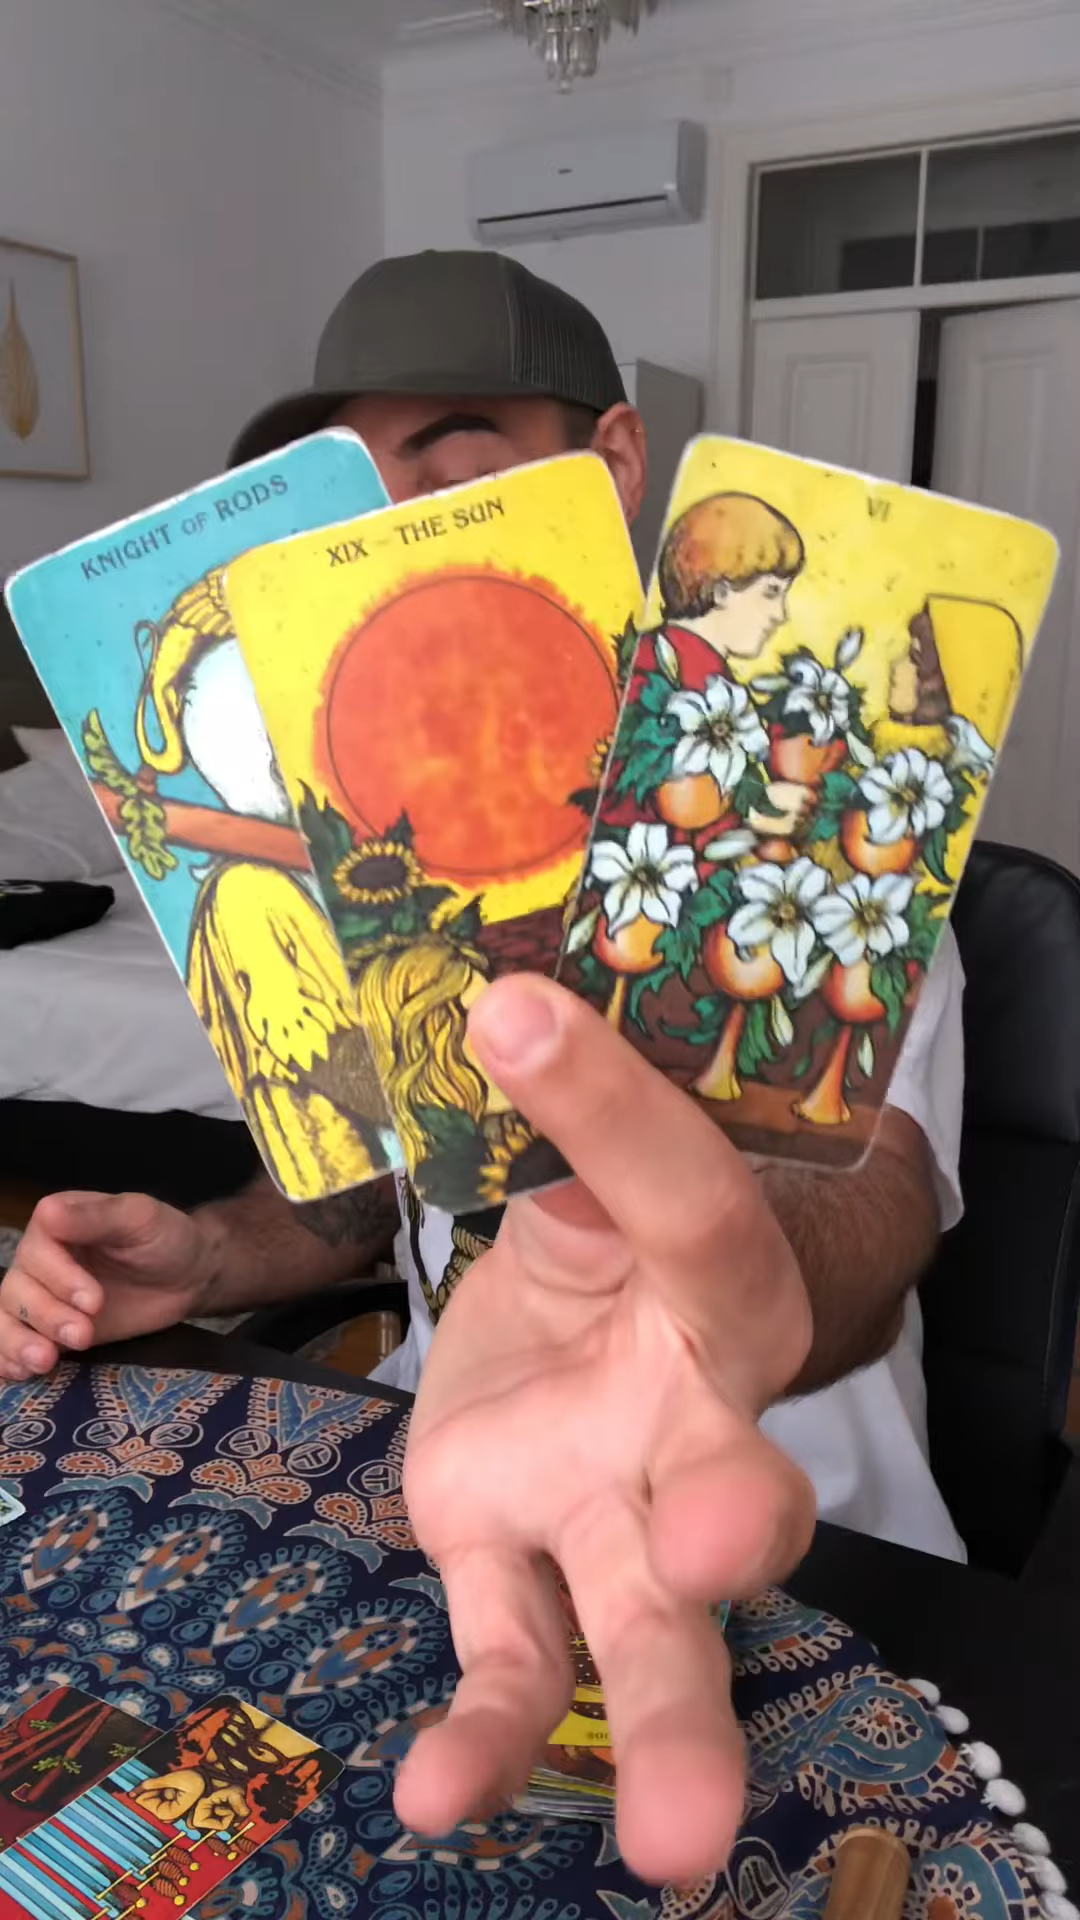 KNIGHT OF RODS
XIX - THE SUN
VI